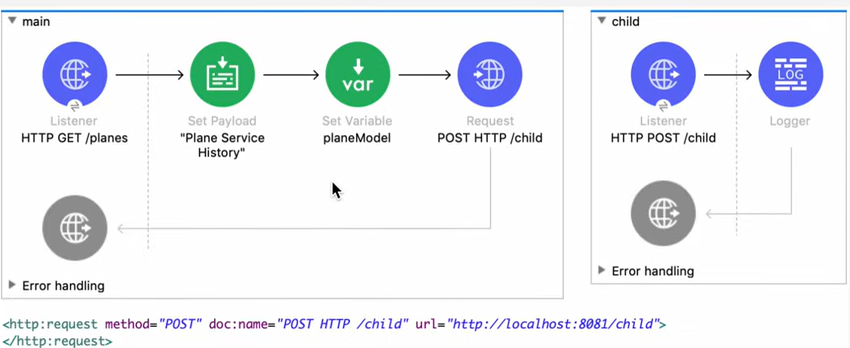 main
child
var
LOG
Listener
Set Payload
Set Variable
Request
Listener
Logger
HTTP GET /planes
"Plane Service
History"
planeModel
POST HTTP /child
HTTP POST /child
Error handling
Error handling
<http:request method="POST" doc:name="POST HTTP /child" url="http://localhost:8081/child">
</http:request>